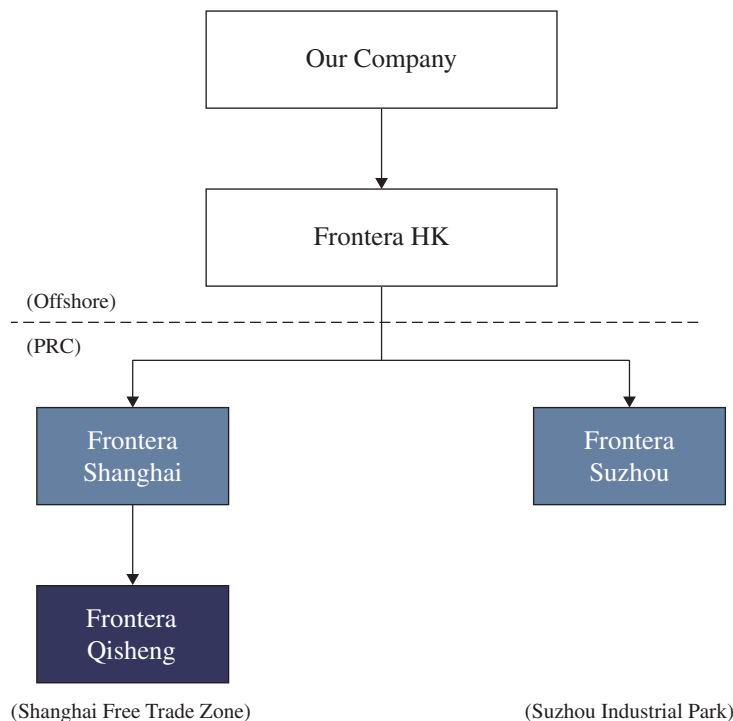 Our Company
Frontera HK
(Offshore)
(PRC)
Frontera
Shanghai
Frontera
Suzhou
Frontera
Qisheng
(Shanghai Free Trade Zone)
(Suzhou Industrial Park)